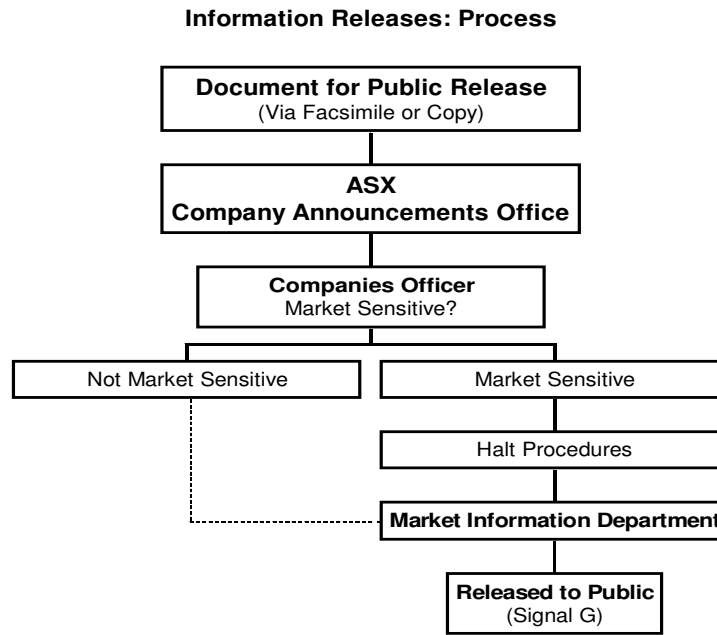 Information Releases: Process
Document for Public Release
(Via Facsimile or Copy)
ASX
Company Announcements Office
Companies Officer
Market Sensitive?
Not Market Sensitive
Market Sensitive
Halt Procedures
Market Information Department
Released to Public
(Signal G)